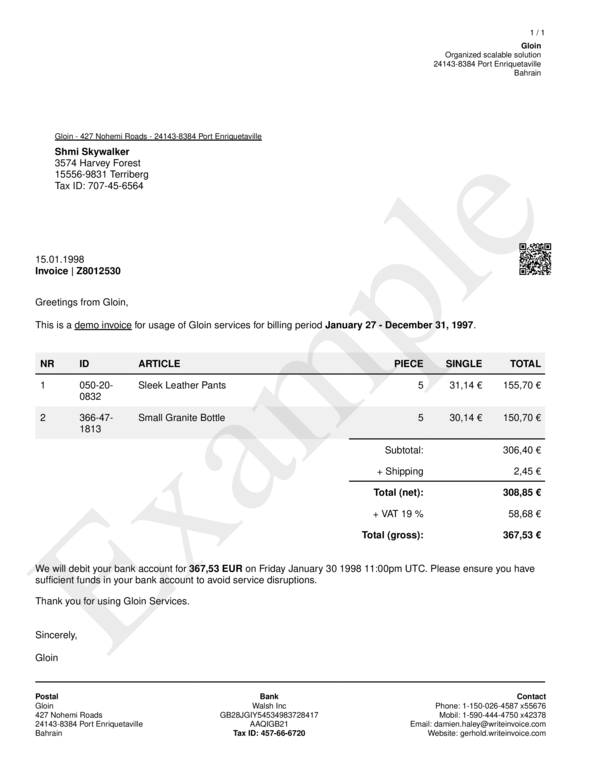 1 / 1
Gloin
Organized scalable solution
24143-8384 Port Enriquetaville
Bahrain
Gloin - 427 Nohemi Roads - 24143-8384 Port Enriquetaville
Shmi Skywalker
3574 Harvey Forest
15556-9831 Terriberg
Tax ID: 707-45-6564
15.01.1998
Invoice | Z8012530
Greetings from Gloin,
This is a demo invoice for usage of Gloin services for billing period January 27 - December 31, 1997.
NR ID ARTICLE PIECE SINGLE TOTAL
1 050-20- Sleek Leather Pants 5 31,14 € 155,70 €
0832
2 366-47- Small Granite Bottle 5 30,14 € 150,70 €
1813
Subtotal: 306,40 €
+ Shipping 2,45 €
Total (net): 308,85 €
+ VAT 19 % 58,68 €
Total (gross): 367,53 €
We will debit your bank account for 367,53 EUR on Friday January 30 1998 11:00pm UTC. Please ensure you have
sufficient funds in your bank account to avoid service disruptions.
Thank you for using Gloin Services.
Sincerely,
Gloin
Example
Postal Bank Contact
Gloin Walsh Inc Phone: 1-150-026-4587 x55676
427 Nohemi Roads GB28JGIY54534983728417 Mobil: 1-590-444-4750 x42378
24143-8384 Port Enriquetaville AAQIGB21 Email: damien.haley@writeinvoice.com
Bahrain Tax ID: 457-66-6720 Website: gerhold.writeinvoice.com